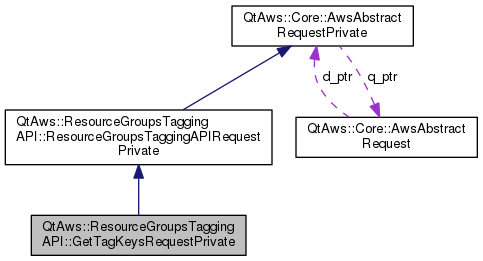 QtAws::Core::AwsAbstract
RequestPrivate
d_ptr
q_ptr
QtAws::ResourceGroupsTagging
API::ResourceGroupsTaggingAPIRequest
Private
QtAws::Core::AwsAbstract
Request
QtAws::ResourceGroupsTagging
API::GetTagKeysRequestPrivate